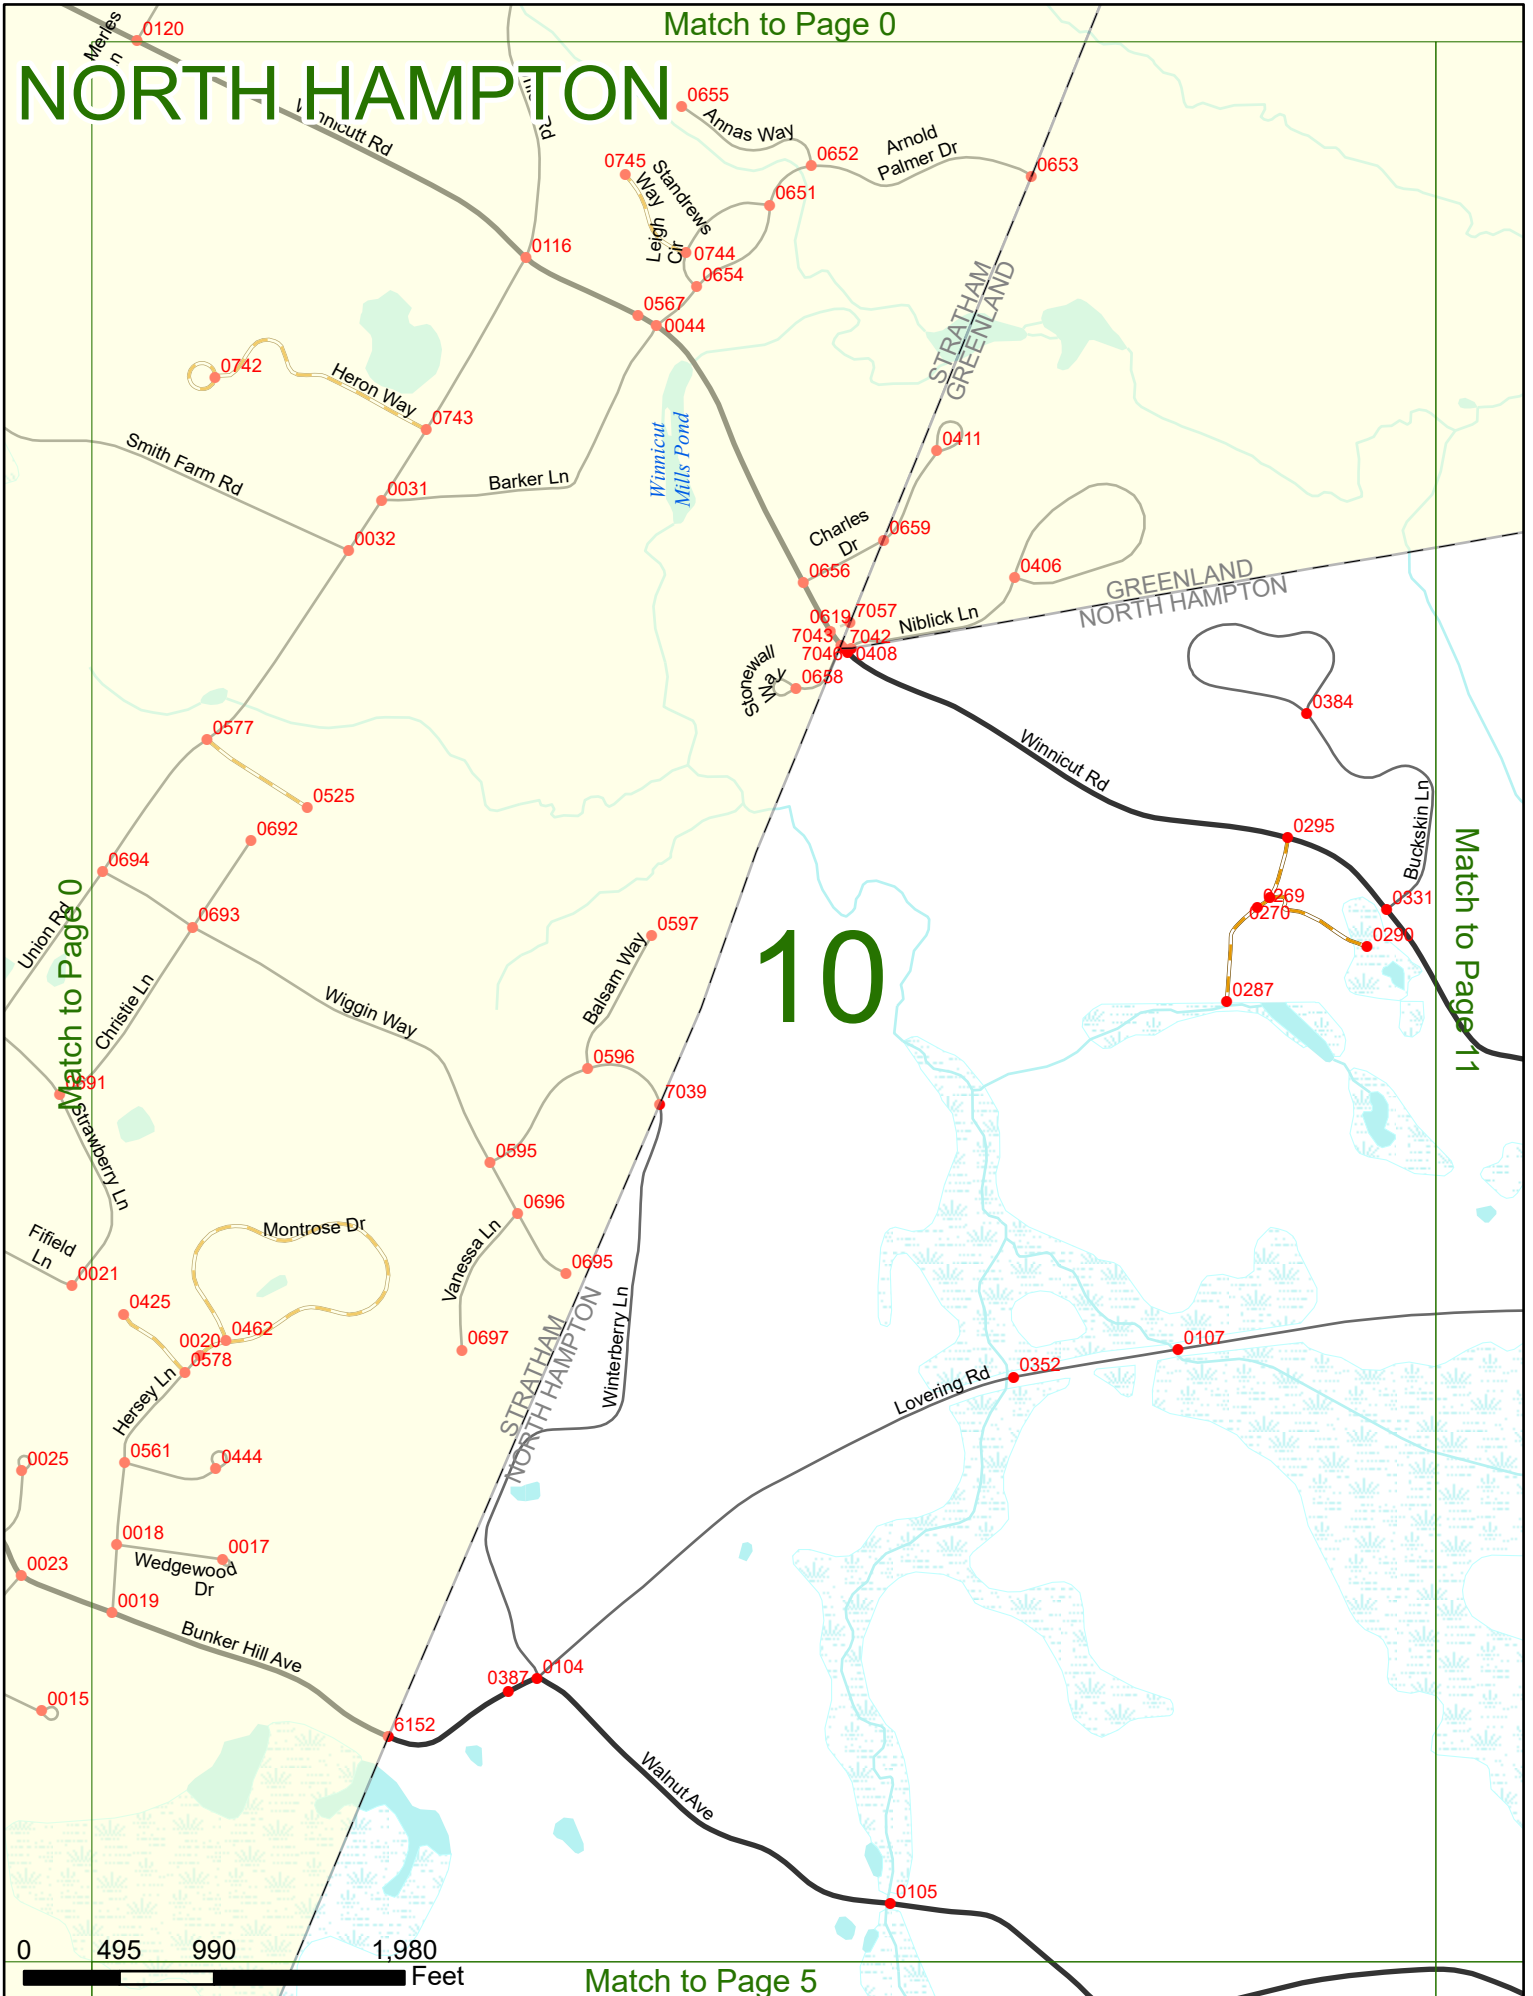 Match to Page 0
0120
Merles
NORTH HAMPTON
Rd
0655
Annas Way
Arnold
Palmer Dr
0652
0653
0745
Standrews
Cir
Leigh
Way
0651
0116
0744
0654
STRATHAM
GREENLAND
0567
0044
0742
Heron Way
0743
Winnicut
Mills Pond
0411
Smith Farm Rd
Barker Ln
0031
0032
Charles
Dr
0659
0656
0406
GREENLAND
NORTH HAMPTON
7057
0619
Niblick Ln
7043
7042
7046
0408
Stonewall
Way
0658
0384
0577
Winnicut Rd
0525
0692
0295
Buckskin Ln
0694
Match to Page 11
0269
0270
0331
Union Rd
Match to Page 0
0693
0597
10
0290
Balsam Way
Christie Ln
Wiggin Way
0287
0596
0691
7039
Strawberry Ln
0595
0696
Montrose Dr
Fifield
Ln
Vanessa Ln
0021
0695
0425
Winterberry Ln
0020
0462
0697
0107
0578
STRATHAM
NORTH HAMPTON
0352
Lovering Rd
Hersey Ln
0561
0444
0025
0018
0017
Wedgewood
Dr
0023
0019
Bunker Hill Ave
0104
0387
0015
6152
Walnut Ave
0105
0 495 990 1,980
Feet
Match to Page 5